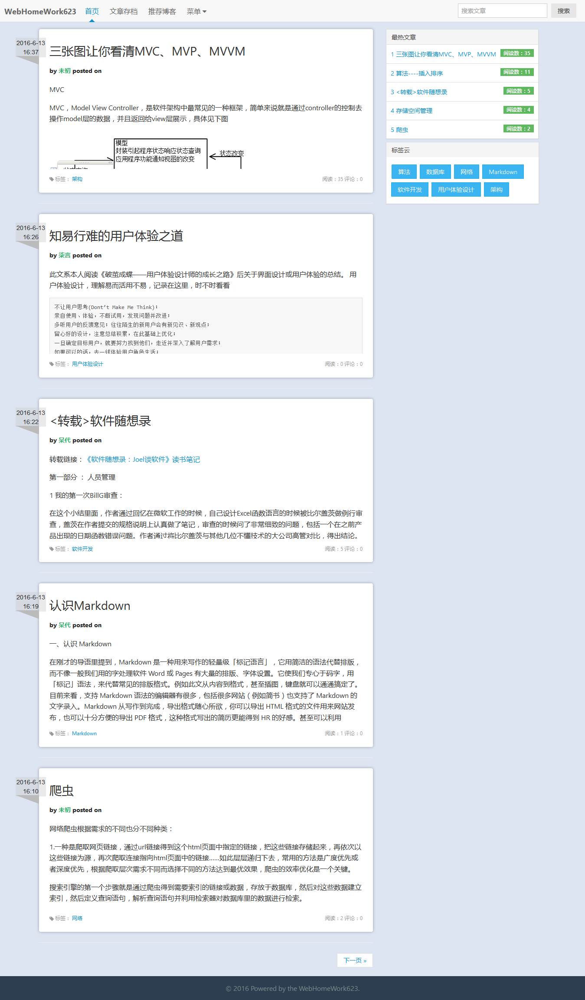 WebHomeWork623 首页 文章存档 推荐博客 菜单 搜索文章 搜索
2016-6-13
16:37
三张图让你看清MVC、MVP、MVVM
by 未初 posted on
MVC
MVC，Model View Controller，是软件架构中最常见的一种框架，简单来说就是通过controller的控制去
操作model层的数据，并且返回给view层展示，具体见下图
模型
封装引起程序状态响应状态查询
应用程序功能通知视图的改变
状态改变
标签： 架构 阅读：35 评论：0
2016-6-13
16:26
知易行难的用户体验之道
by 柒言 posted on
此文系本人阅读《破茧成蝶——用户体验设计师的成长之路》后关于界面设计或用户体验的总结。 用
户体验设计，理解易而活用不易，记录在这里，时不时看看
不让用户思考(Dont’t Make Me Think)；
亲自使用、体验，不断试用，发现问题并改进；
多听用户的反馈意见；往往陌生的新用户会有新见识、新观点；
留心好的设计，注意总结积累，在此基础上优化；
一旦确定目标用户，就要努力找到他们，走近并深入了解用户需求；
如果可以的话，去一线体验用户角色生活；
标签： 用户体验设计 阅读：0 评论：0
2016-6-13
16:22
<转载>软件随想录
by 呆代 posted on
转载链接：《软件随想录：Joel谈软件》读书笔记
第一部分 ： 人员管理
1 我的第一次BillG审查：
在这个小结里面，作者通过回忆在微软工作的时候，自己设计Excel函数语言的时候被比尔盖茨做例行审
查，盖茨在作者提交的规格说明上认真做了笔记，审查的时候问了非常细致的问题，包括一个在之前产
品出现的日期函数错误问题。作者通过将比尔盖茨与其他几位不懂技术的大公司高管对比，得出结论。
标签： 软件开发 阅读：5 评论：0
2016-6-13
16:19
认识Markdown
by 呆代 posted on
一、认识 Markdown
在刚才的导语里提到，Markdown 是一种用来写作的轻量级「标记语言」，它用简洁的语法代替排版，
而不像一般我们用的字处理软件 Word 或 Pages 有大量的排版、字体设置。它使我们专心于码字，用
「标记」语法，来代替常见的排版格式。例如此文从内容到格式，甚至插图，键盘就可以通通搞定了。
目前来看，支持 Markdown 语法的编辑器有很多，包括很多网站（例如简书）也支持了 Markdown 的
文字录入。Markdown 从写作到完成，导出格式随心所欲，你可以导出 HTML 格式的文件用来网站发
布，也可以十分方便的导出 PDF 格式，这种格式写出的简历更能得到 HR 的好感。甚至可以利用
标签： Markdown 阅读：1 评论：0
2016-6-13
16:10
爬虫
by 未初 posted on
网络爬虫根据需求的不同也分不同种类：
1.一种是爬取网页链接，通过url链接得到这个html页面中指定的链接，把这些链接存储起来，再依次以
这些链接为源，再次爬取连接指向html页面中的链接......如此层层递归下去，常用的方法是广度优先或
者深度优先，根据爬取层次需求不同而选择不同的方法达到最优效果，爬虫的效率优化是一个关键。
搜索引擎的第一个步骤就是通过爬虫得到需要索引的链接或数据，存放于数据库，然后对这些数据建立
索引，然后定义查询语句，解析查询语句并利用检索器对数据库里的数据进行检索。
标签： 网络 阅读：2 评论：0
下一页 »
最热文章
1 三张图让你看清MVC、MVP、MVVM 阅读数：35
2 算法----插入排序 阅读数：11
3 <转载>软件随想录 阅读数：5
4 存储空间管理 阅读数：4
5 爬虫 阅读数：2
标签云
算法 数据库 网络 Markdown
软件开发 用户体验设计 架构
© 2016 Powered by the WebHomeWork623.